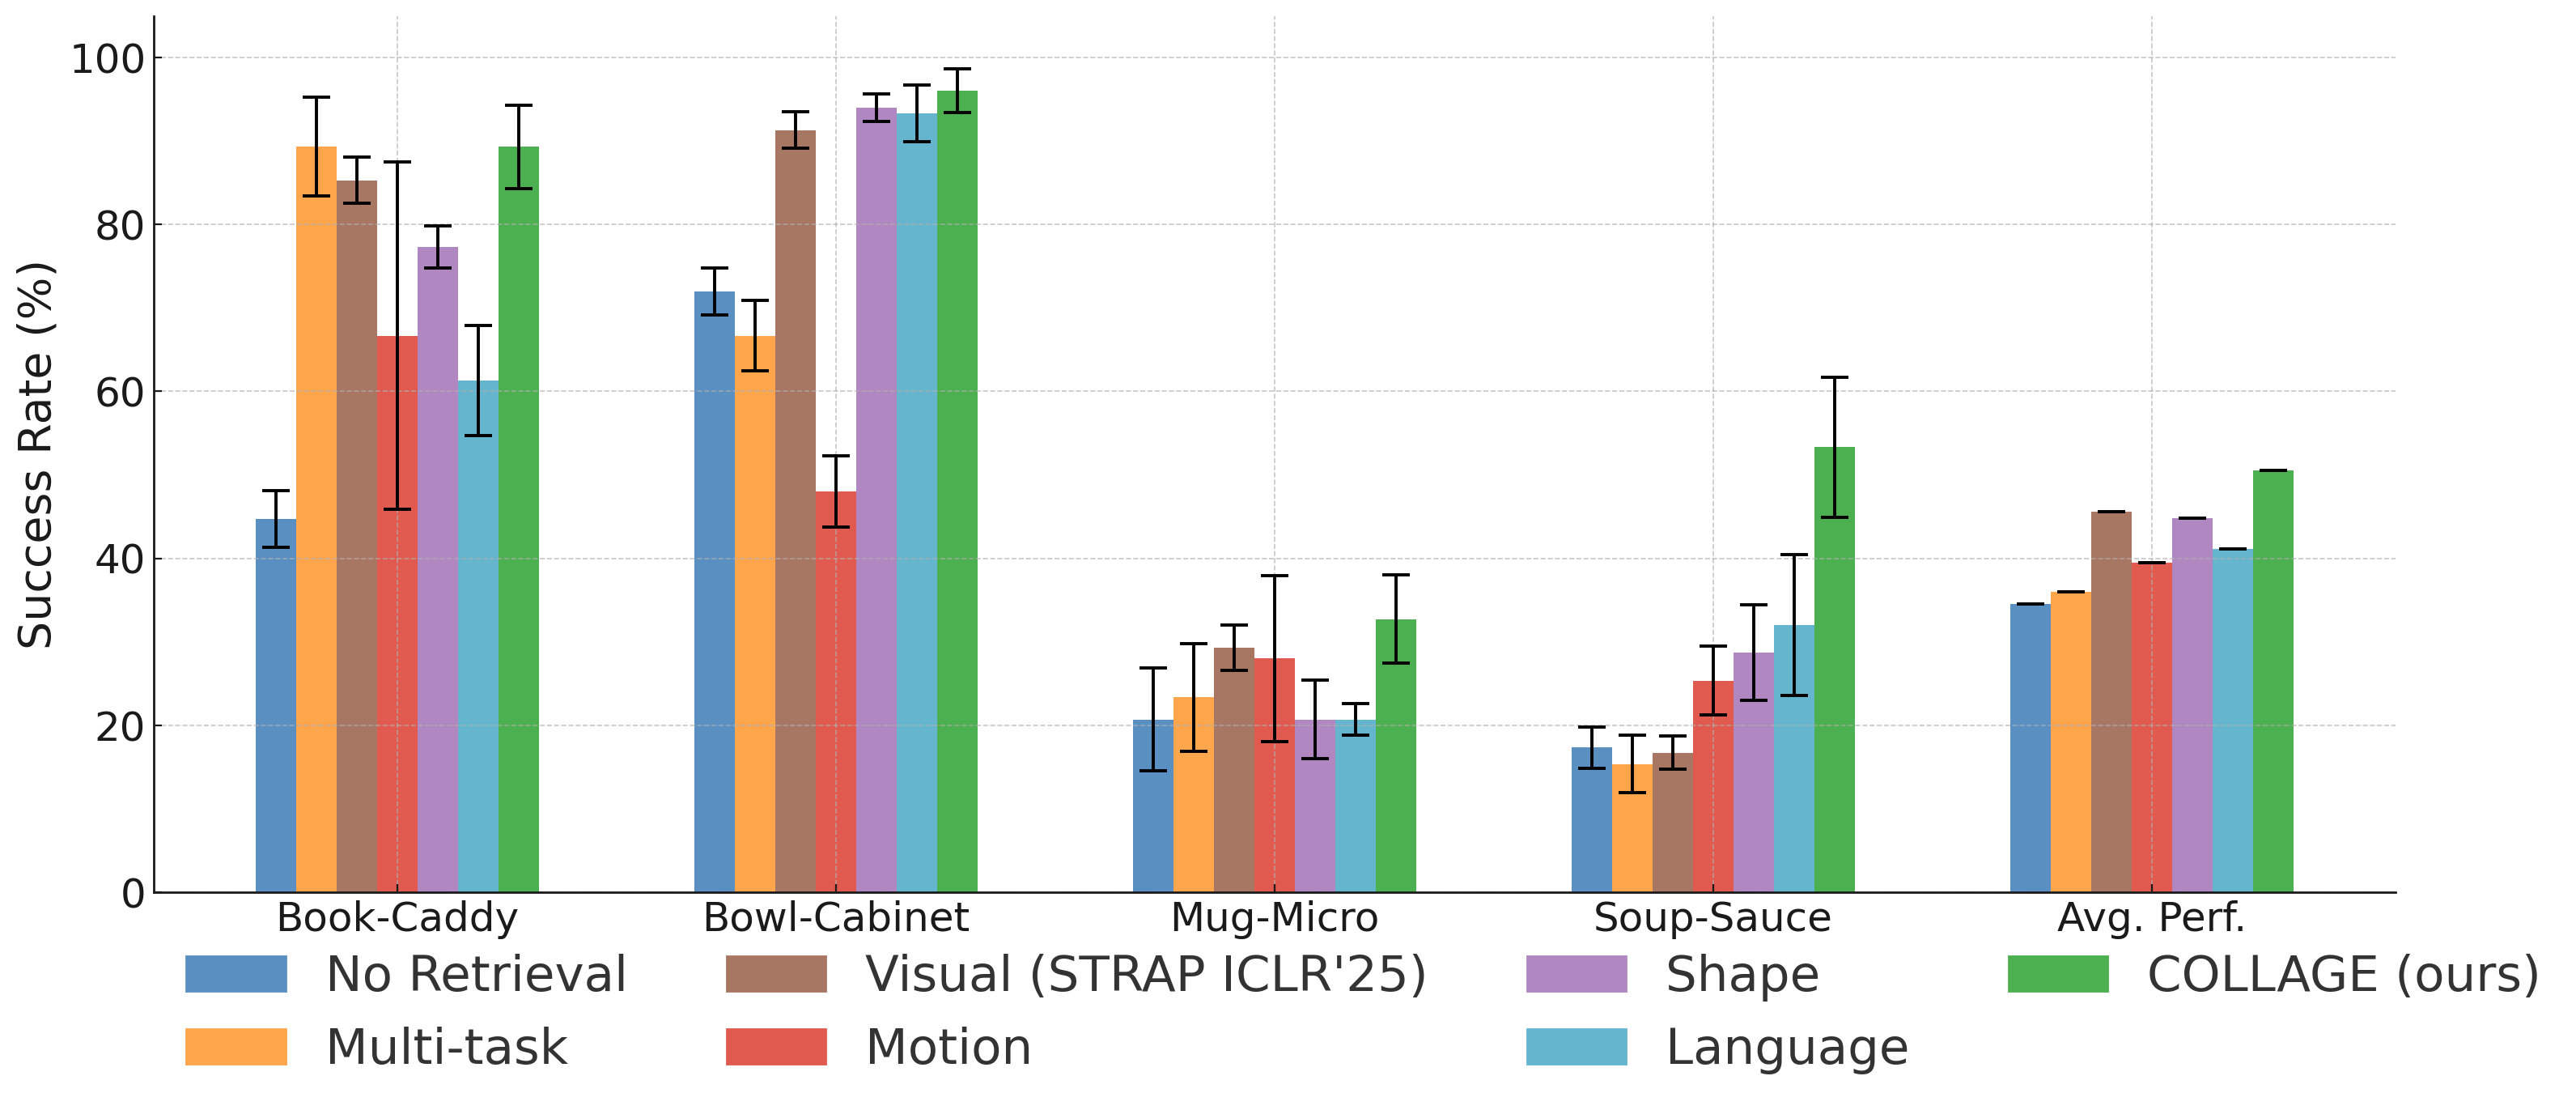 Success Rate (%)
100
80
60
40
20
0
Book-Caddy
Bowl-Cabinet
Mug-Micro
Soup-Sauce
Avg. Perf.
No Retrieval
Multi-task
Visual (STRAP ICLR'25)
Motion
Shape
Language
COLLAGE (ours)